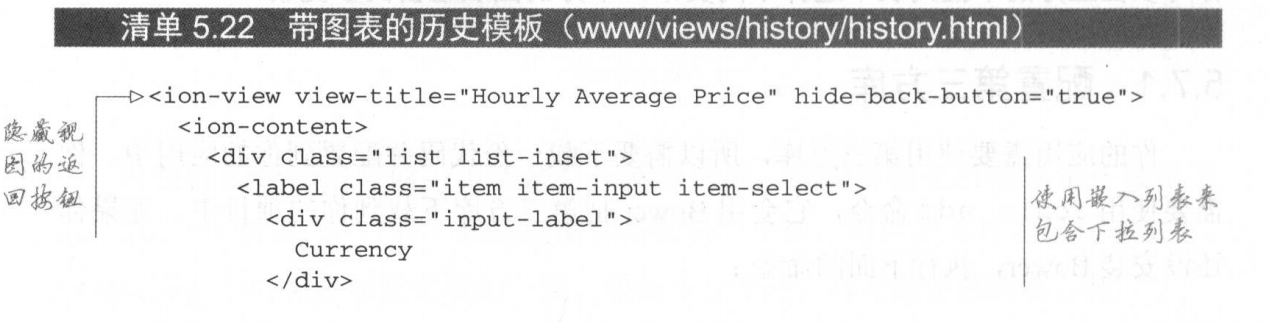 清单 5.22 带图表的历史模板（www/views/history/history.html）
<ion-view view-title="Hourly Average Price" hide-back-button="true">
<ion-content>
<div class="list list-inset">
<label class="item item-input item-select">
<div class="input-label">
Currency
</div>
隐藏视
图的返
回按钮
使用嵌入列表来
包含下拉列表